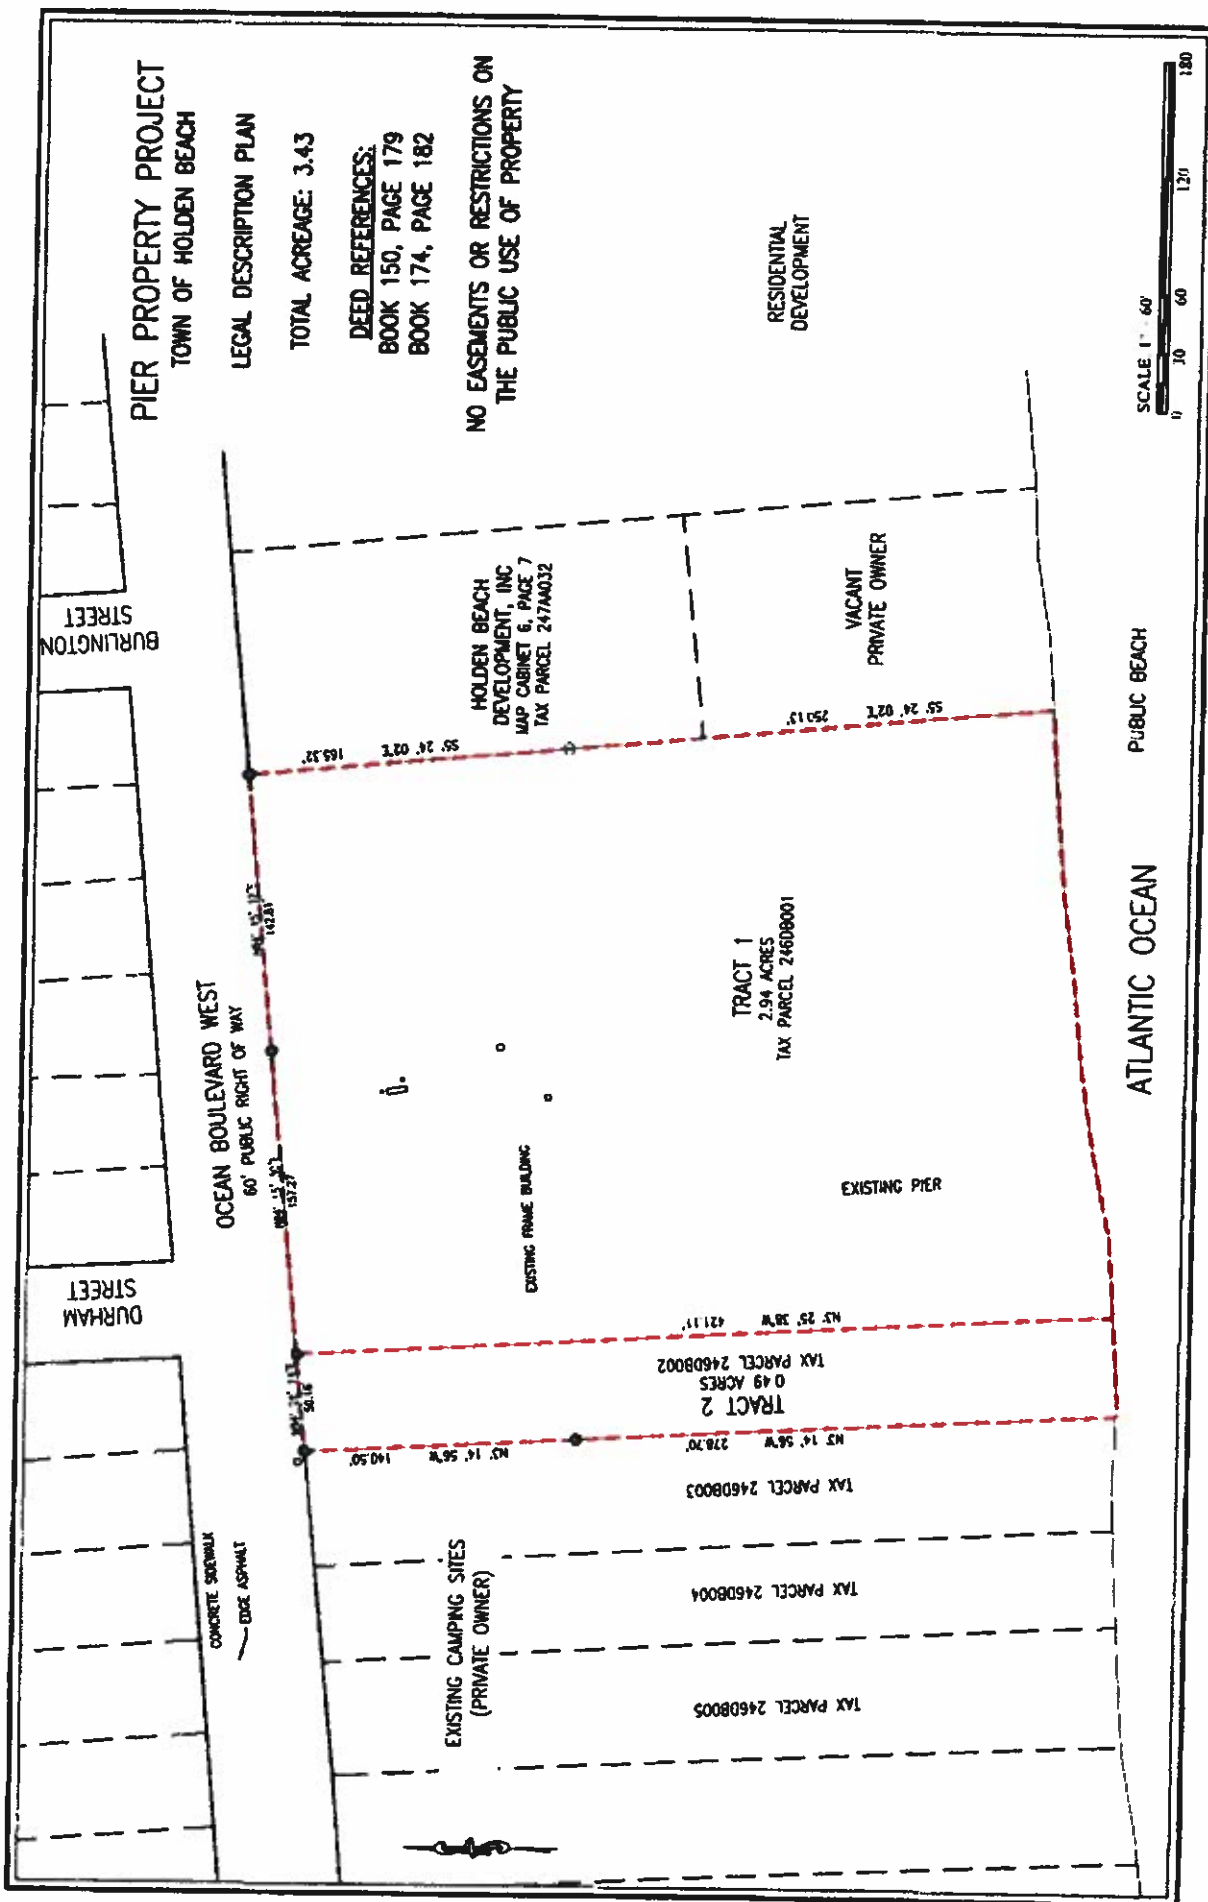 PIER PROPERTY PROJECT
TOWN OF HOLDEN BEACH
LEGAL DESCRIPTION PLAN
TOTAL ACREAGE: 3.43
DEED REFERENCES:
BOOK 150, PAGE 179
BOOK 174, PAGE 182
NO EASEMENTS OR RESTRICTIONS ON
THE PUBLIC USE OF PROPERTY
BURLINGTON
STREET
DURHAM
STREET
OCEAN BOULEVARD WEST
60' PUBLIC RIGHT OF WAY
CONCRETE SIDEWALK
EDGE ASPHALT
142.81
157.27
50.16
HOLDEN BEACH
DEVELOPMENT, INC
MAP CABINET 6, PAGE 7
TAX PARCEL 247AA032
S5° 24' 02"E 165.32'
S5° 24' 02"E 250.13'
VACANT
PRIVATE OWNER
RESIDENTIAL
DEVELOPMENT
TRACT 1
2.94 ACRES
TAX PARCEL 246DB001
EXISTING FRAME BUILDING
EXISTING PIER
N3° 25' 38"W 421.11'
TRACT 2
0.49 ACRES
TAX PARCEL 246DB002
N3° 14' 56"W 140.50'
N3° 14' 56"W 278.70'
TAX PARCEL 246DB003
TAX PARCEL 246DB004
TAX PARCEL 246DB005
EXISTING CAMPING SITES
(PRIVATE OWNER)
ATLANTIC OCEAN
PUBLIC BEACH
SCALE 1" 60'
0 30 60 120 180